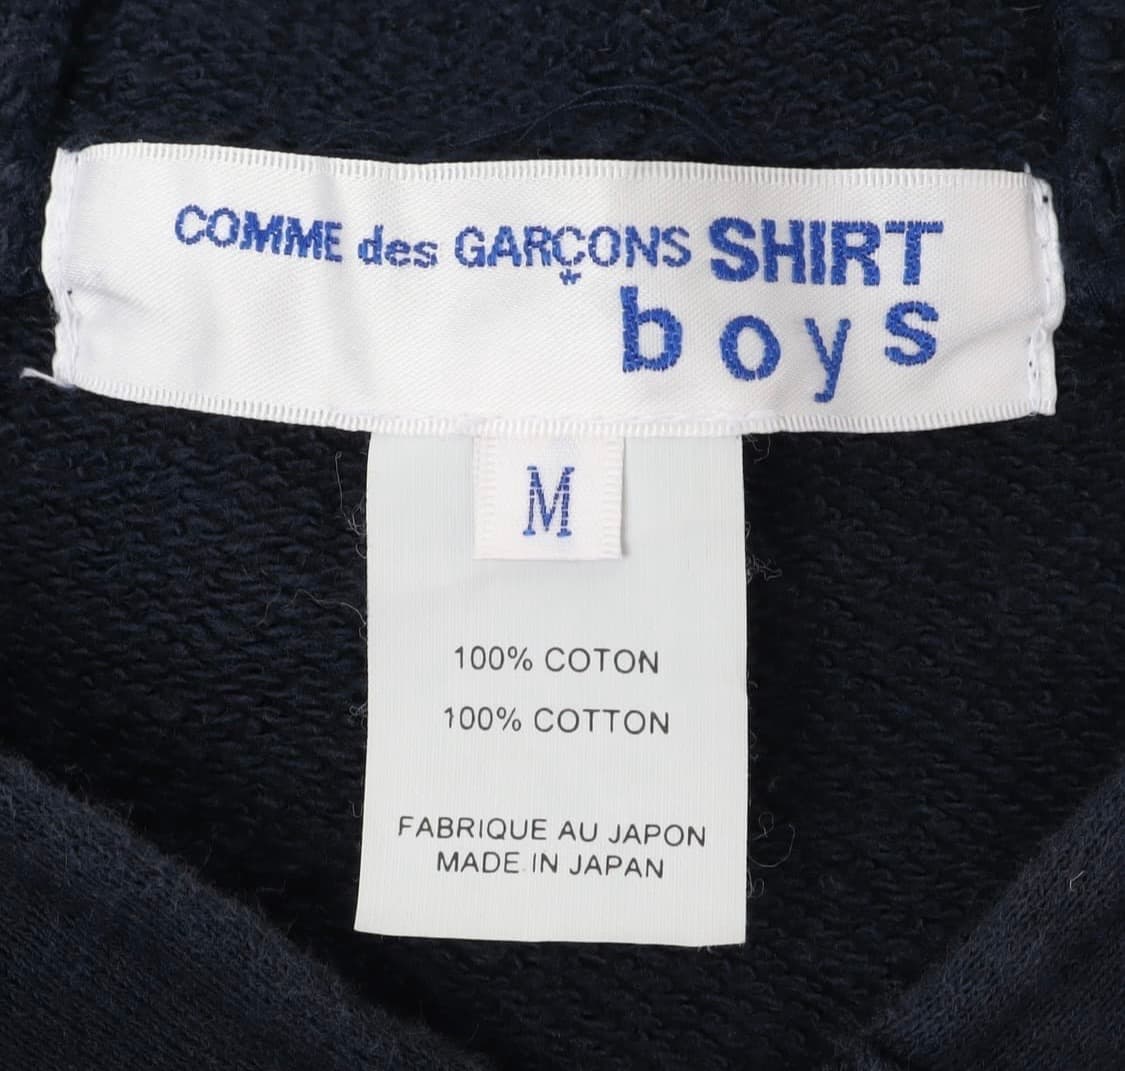 COMME des GARÇONS SHIRT
boys
M
100% COTON
100% COTTON
FABRIQUE AU JAPON
MADE IN JAPAN